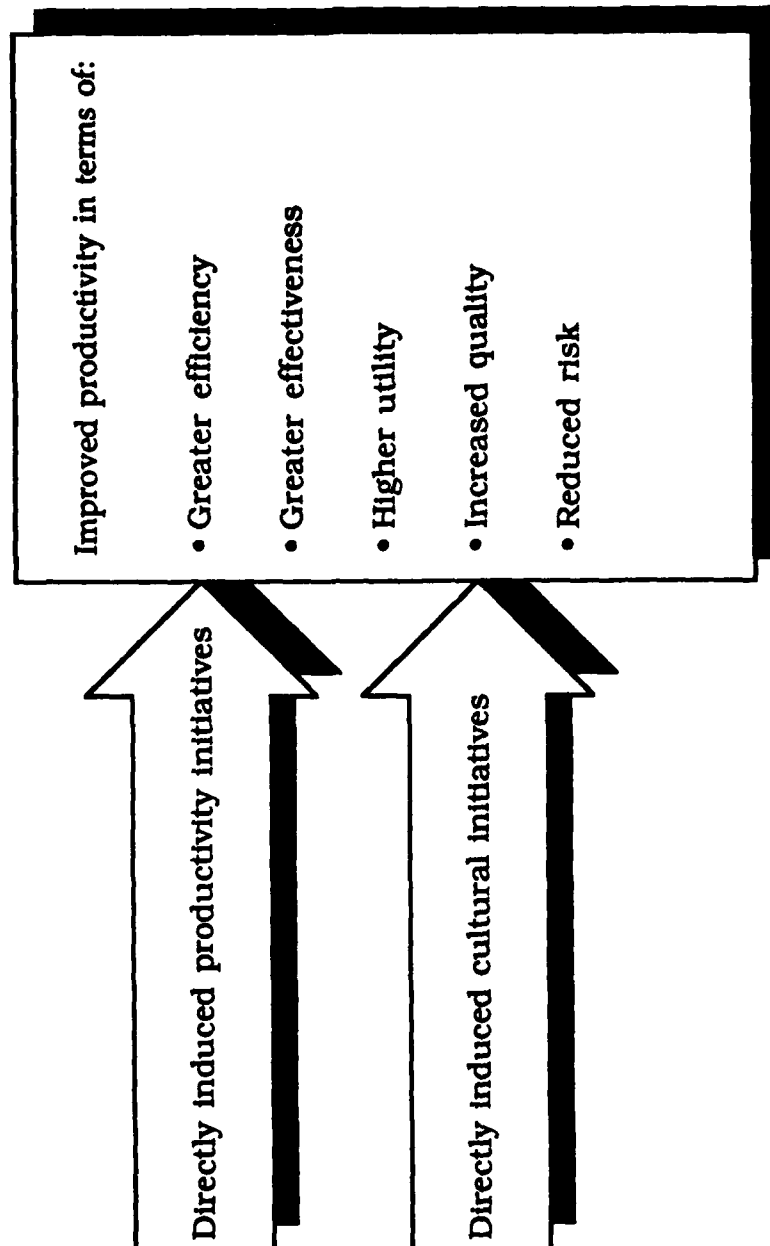 Improved productivity in terms of:
• Greater efficiency
• Greater effectiveness
• Higher utility
• Increased quality
• Reduced risk
Directly induced productivity initiatives
Directly induced cultural initiatives